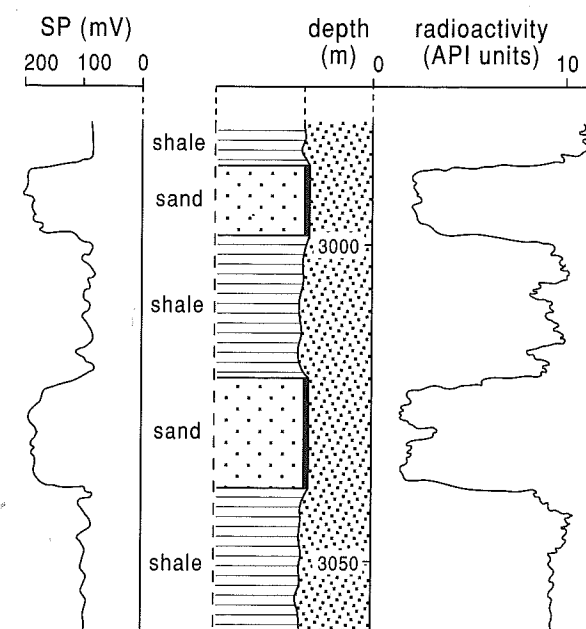 SP (mV)
200 100 0
depth
(m)
radioactivity
(API units)
0 10
shale
sand
3000
shale
sand
shale
3050